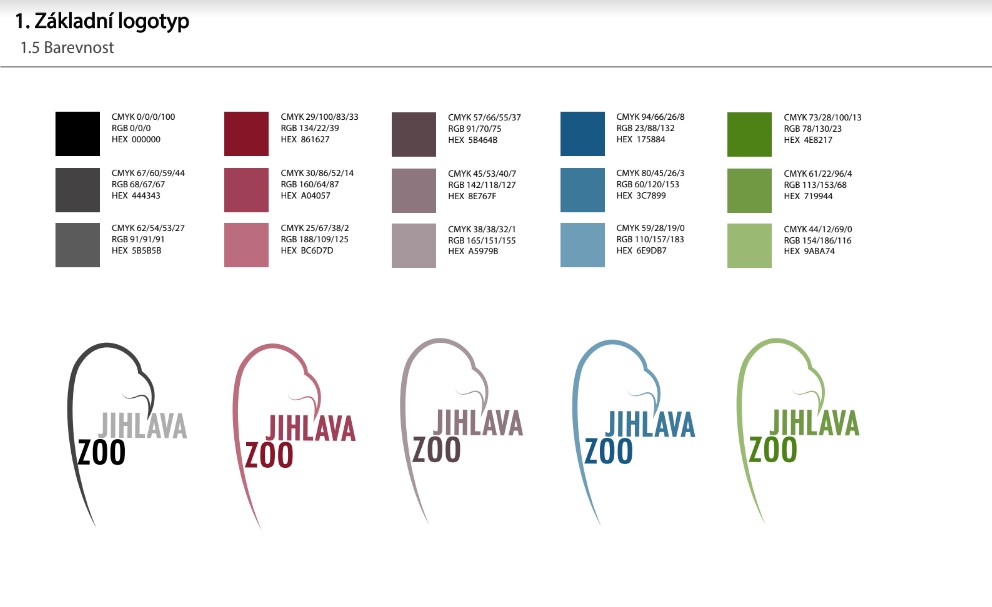 1. Základní logotyp
1.5 Barevnost
CMYK 0/0/0/100
RGB 0/0/0
HEX 000000
CMYK 29/100/83/33
RGB 134/22/39
HEX 861627
CMYK 57/66/55/37
RGB 91/70/75
HEX 5B464B
CMYK 94/66/26/8
RGB 23/88/132
HEX 175884
CMYK 73/28/100/13
RGB 78/130/23
HEX 4E8217
CMYK 67/60/59/44
RGB 68/67/67
HEX 444343
CMYK 30/86/52/14
RGB 160/64/87
HEX A04057
CMYK 45/53/40/7
RGB 142/118/127
HEX 8E767F
CMYK 80/45/26/3
RGB 60/120/153
HEX 3C7899
CMYK 61/22/96/4
RGB 113/153/68
HEX 719944
CMYK 62/54/53/27
RGB 91/91/91
HEX 5B5B5B
CMYK 25/67/38/2
RGB 188/109/125
HEX BC6D7D
CMYK 38/38/32/1
RGB 165/151/155
HEX A5979B
CMYK 59/28/19/0
RGB 110/157/183
HEX 6E9DB7
CMYK 44/12/69/0
RGB 154/186/116
HEX 9ABA74
JIHLAVA
ZOO
JIHLAVA
ZOO
JIHLAVA
ZOO
JIHLAVA
ZOO
JIHLAVA
ZOO